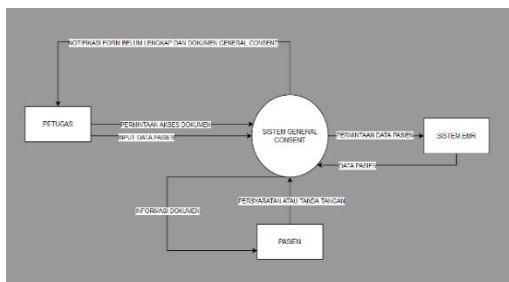 NOTIFIKASI FORM BELUM LENGKAP DAN DOKUMEN GENERAL CONSENT
PETUGAS
PERMINTAAN AKSES DOKUMEN
INPUT DATA PASIEN
SISTEM GENERAL
CONSENT
PERMINTAAN DATA PASIEN
SISTEM EMR
DATA PASIEN
PERSYARATAN ATAU TANDA TANGAN
INFORMASI DOKUMEN
PASIEN